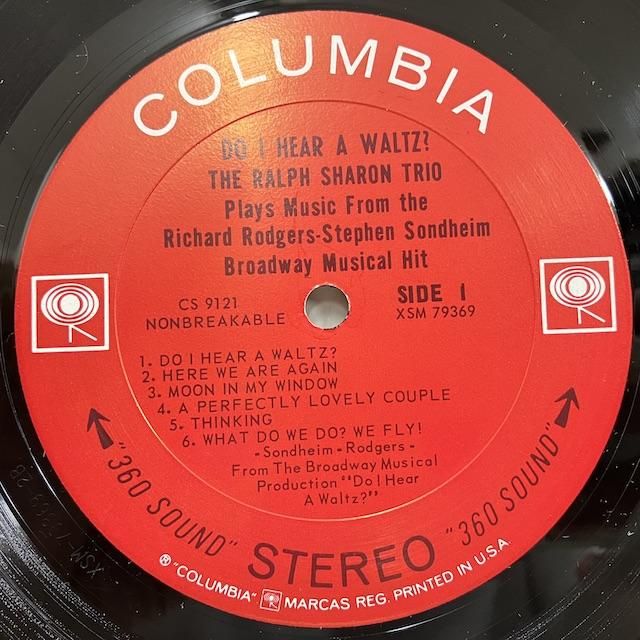 COLUMBIA
DO I HEAR A WALTZ?
THE RALPH SHARON TRIO
Plays Music From the
Richard Rodgers-Stephen Sondheim
Broadway Musical Hit
CS 9121
NONBREAKABLE
SIDE 1
XSM 79369
1. DO I HEAR A WALTZ?
2. HERE WE ARE AGAIN
3. MOON IN MY WINDOW
4. A PERFECTLY LOVELY COUPLE
5. THINKING
6. WHAT DO WE DO? WE FLY!
-Sondheim - Rodgers-
From The Broadway Musical
Production "Do I Hear
A Waltz?"
"360 SOUND" STEREO "360 SOUND"
® "COLUMBIA" MARCAS REG. PRINTED IN U.S.A.